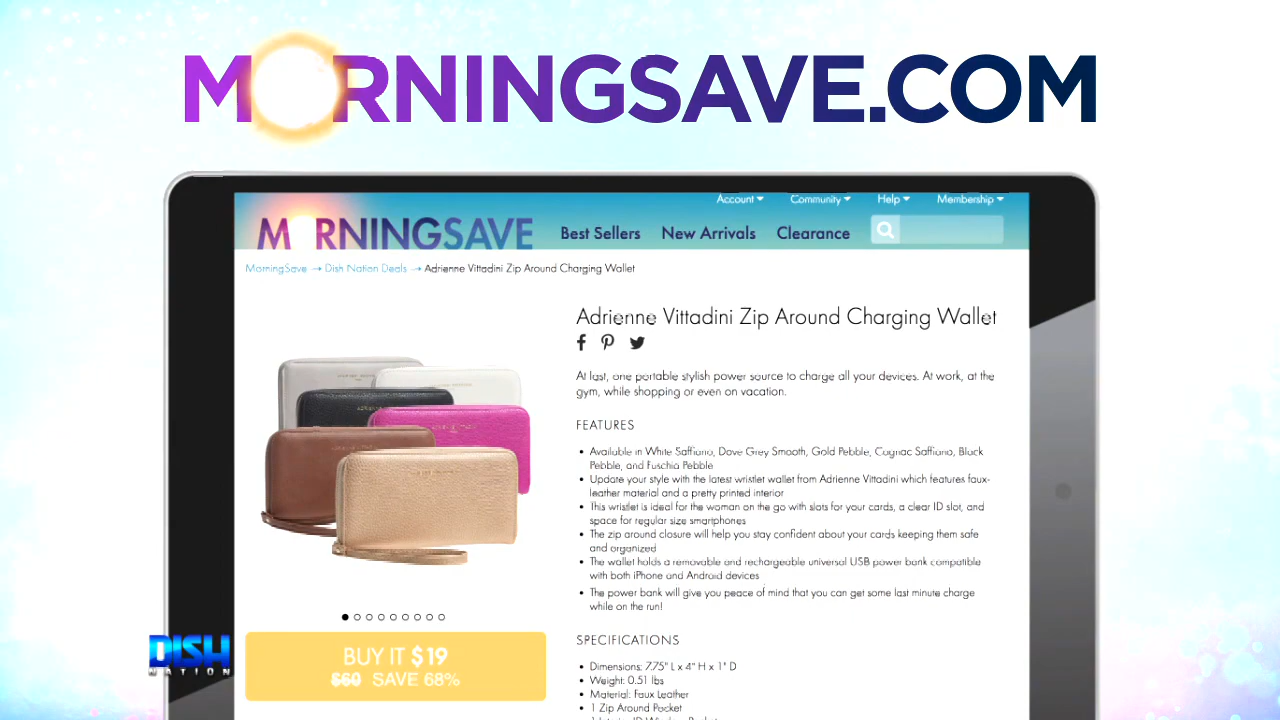 MORNINGSAVE.COM
Account Community Help Membership
MORNINGSAVE Best Sellers New Arrivals Clearance
MorningSave → Dish Nation Deals → Adrienne Vittadini Zip Around Charging Wallet
Adrienne Vittadini Zip Around Charging Wallet
At last, one portable stylish power source to charge all your devices. At work, at the
gym, while shopping or even on vacation.
FEATURES
• Available in White Saffiano, Dove Grey Smooth, Gold Pebble, Cognac Saffiano, Black
Pebble, and Fuschia Pebble
• Update your style with the latest wristlet wallet from Adrienne Vittadini which features faux-
leather material and a pretty printed interior
• This wristlet is ideal for the woman on the go with slots for your cards, a clear ID slot, and
space for regular size smartphones
• The zip around closure will help you stay confident about your cards keeping them safe
and organized
• The wallet holds a removable and rechargeable universal USB power bank compatible
with both iPhone and Android devices
• The power bank will give you peace of mind that you can get some last minute charge
while on the run!
SPECIFICATIONS
• Dimensions: 7.75" L x 4" H x 1" D
• Weight: 0.51 lbs
• Material: Faux Leather
• 1 Zip Around Pocket
BUY IT $19
$60 SAVE 68%
DISH
NATION